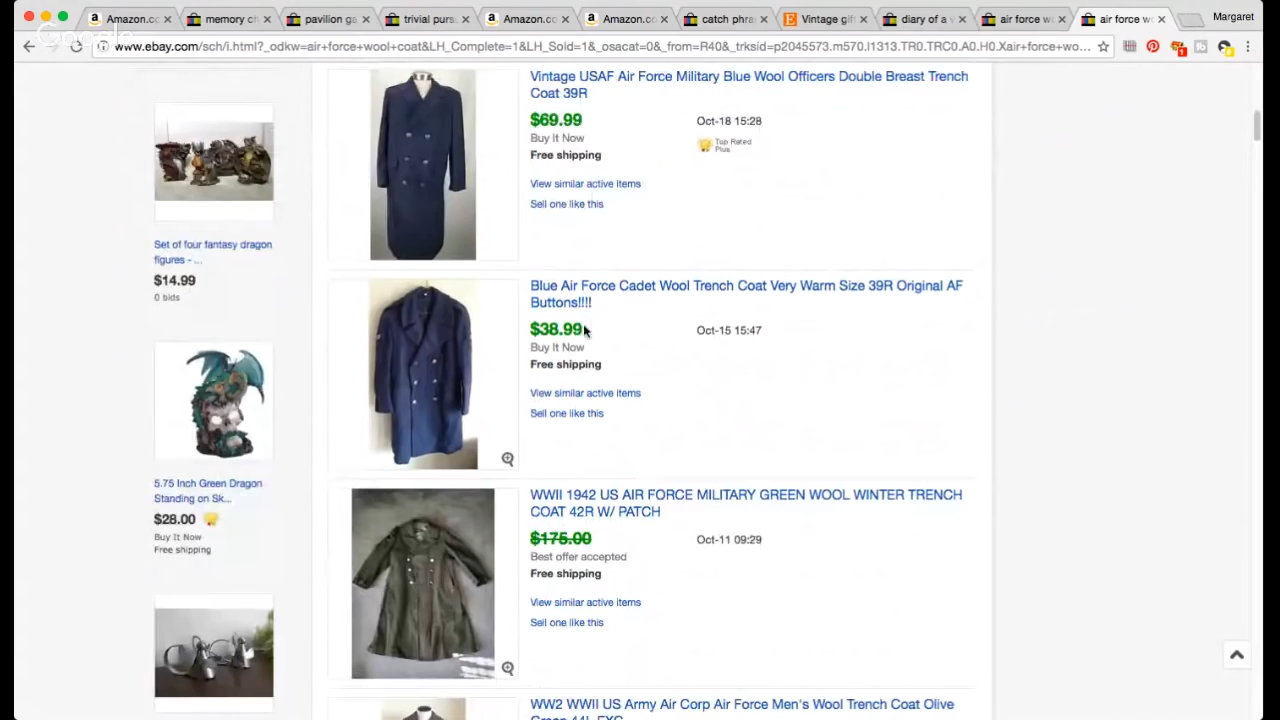 Amazon.co
memory ch
pavilion ga
trivial purs
Amazon.co
Amazon.co
catch phra
Vintage gif
diary of a v
air force w
air force w
Margaret
Google
www.ebay.com/sch/i.html?_odkw=air+force+wool+coat&LH_Complete=1&LH_Sold=1&_osacat=0&_from=R40&_trksid=p2045573.m570.l1313.TR0.TRC0.A0.H0.Xair+force+wo...
Vintage USAF Air Force Military Blue Wool Officers Double Breast Trench
Coat 39R
$69.99
Oct-18 15:28
Buy It Now
Top Rated
Plus
Free shipping
View similar active items
Sell one like this
Set of four fantasy dragon
figures - ...
$14.99
0 bids
Blue Air Force Cadet Wool Trench Coat Very Warm Size 39R Original AF
Buttons!!!!
$38.99
Oct-15 15:47
Buy It Now
Free shipping
View similar active items
Sell one like this
5.75 Inch Green Dragon
Standing on Sk...
$28.00
Buy It Now
Free shipping
WWII 1942 US AIR FORCE MILITARY GREEN WOOL WINTER TRENCH
COAT 42R W/ PATCH
$175.00
Oct-11 09:29
Best offer accepted
Free shipping
View similar active items
Sell one like this
WW2 WWII US Army Air Corp Air Force Men's Wool Trench Coat Olive
Green 44L EXC